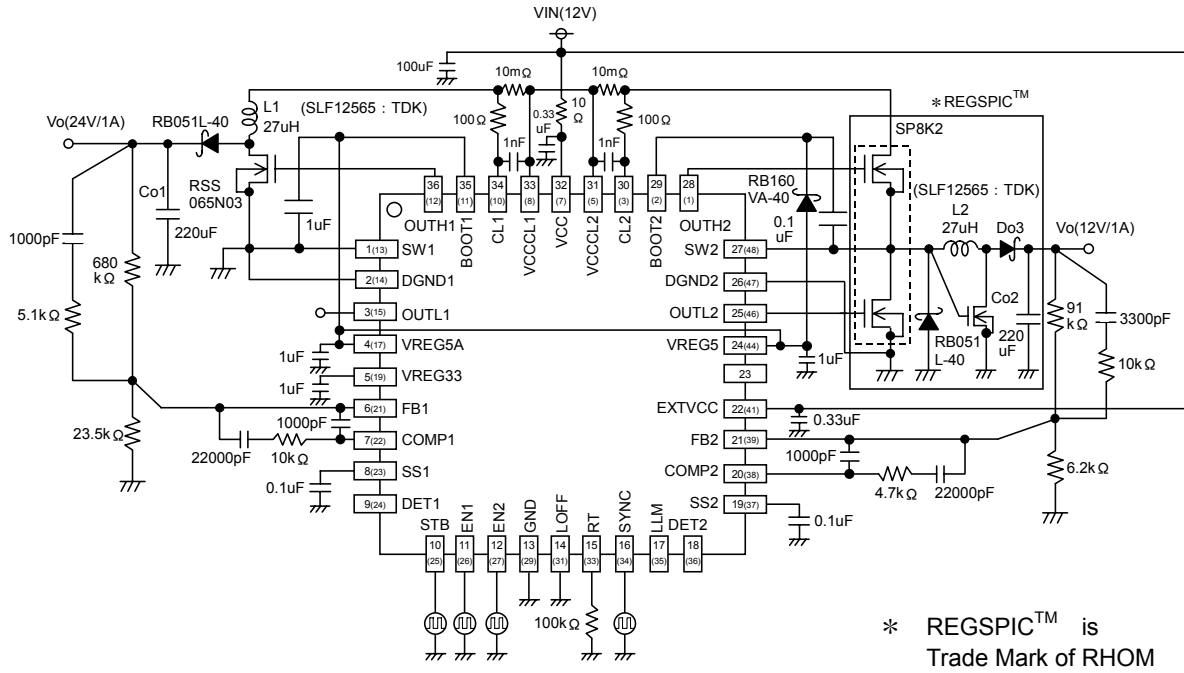 VIN(12V)
100uF
10mΩ
10mΩ
L1
27uH
(SLF12565 : TDK)
RB051L-40
Vo(24V/1A)
100Ω
0.33
uF
10
Ω
100Ω
1nF
1nF
* REGSPIC™
SP8K2
RSS
065N03
Co1
220uF
1uF
1000pF
680
kΩ
5.1kΩ
23.5kΩ
36
(12)
35
(11)
34
(10)
33
(8)
32
(7)
31
(5)
30
(3)
29
(2)
28
(1)
OUTH1
BOOT1
CL1
VCCCL1
VCC
VCCCL2
CL2
BOOT2
OUTH2
RB160
VA-40
0.1
uF
(SLF12565 : TDK)
L2
27uH
Do3
Vo(12V/1A)
1(13) SW1
2(14) DGND1
3(15) OUTL1
4(17) VREG5A
5(19) VREG33
6(21) FB1
7(22) COMP1
8(23) SS1
9(24) DET1
1uF
1uF
1000pF
22000pF
10kΩ
0.1uF
SW2 27(48)
DGND2 26(47)
OUTL2 25(46)
VREG5 24(44)
23
EXTVCC 22(41)
FB2 21(39)
COMP2 20(38)
SS2 19(37)
1uF
RB051
L-40
Co2
220
uF
91
kΩ
3300pF
10kΩ
0.33uF
1000pF
4.7kΩ
22000pF
6.2kΩ
0.1uF
STB
EN1
EN2
GND
LOFF
RT
SYNC
LLM
DET2
10
(25)
11
(26)
12
(27)
13
(29)
14
(31)
15
(33)
16
(34)
17
(35)
18
(36)
100kΩ
* REGSPIC™ is
Trade Mark of RHOM